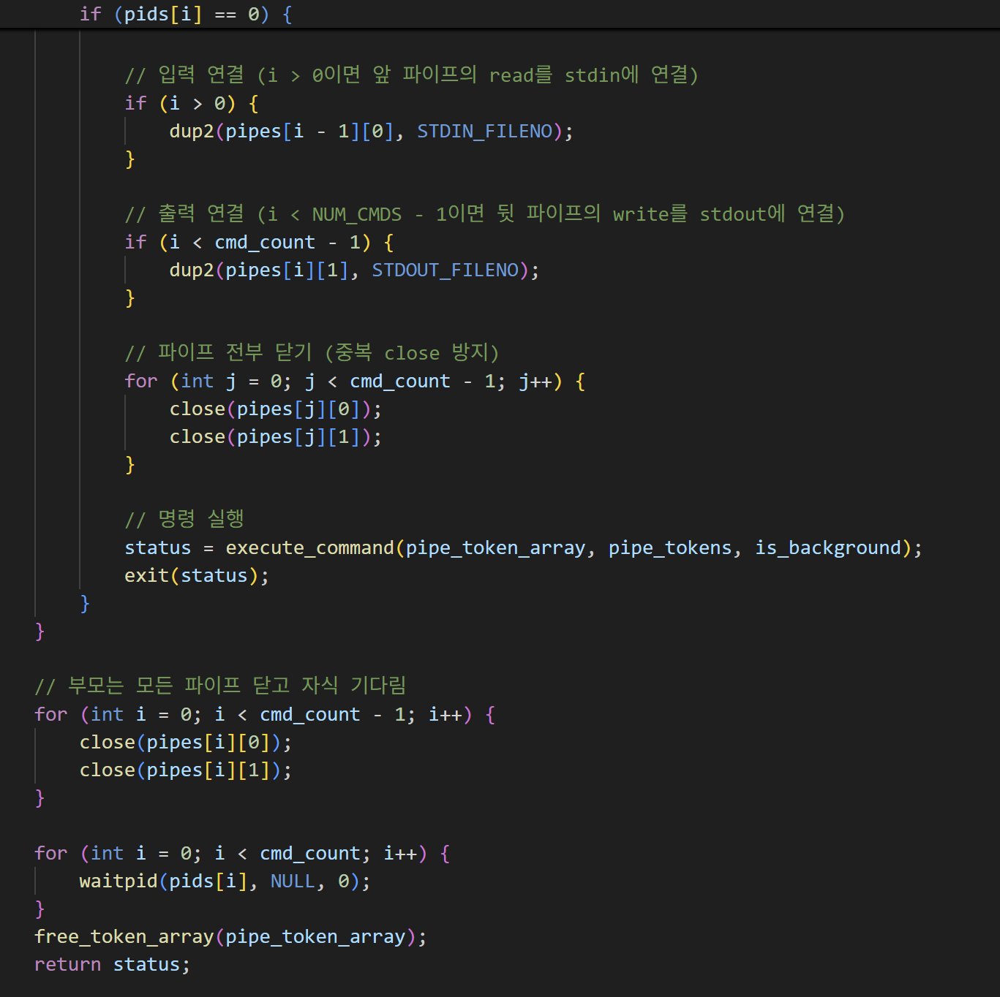 if (pids[i] == 0) {
// 입력 연결 (i > 0이면 앞 파이프의 read를 stdin에 연결)
if (i > 0) {
dup2(pipes[i - 1][0], STDIN_FILENO);
}
// 출력 연결 (i < NUM_CMDS - 1이면 뒷 파이프의 write를 stdout에 연결)
if (i < cmd_count - 1) {
dup2(pipes[i][1], STDOUT_FILENO);
}
// 파이프 전부 닫기 (중복 close 방지)
for (int j = 0; j < cmd_count - 1; j++) {
close(pipes[j][0]);
close(pipes[j][1]);
}
// 명령 실행
status = execute_command(pipe_token_array, pipe_tokens, is_background);
exit(status);
}
}
// 부모는 모든 파이프 닫고 자식 기다림
for (int i = 0; i < cmd_count - 1; i++) {
close(pipes[i][0]);
close(pipes[i][1]);
}
for (int i = 0; i < cmd_count; i++) {
waitpid(pids[i], NULL, 0);
}
free_token_array(pipe_token_array);
return status;